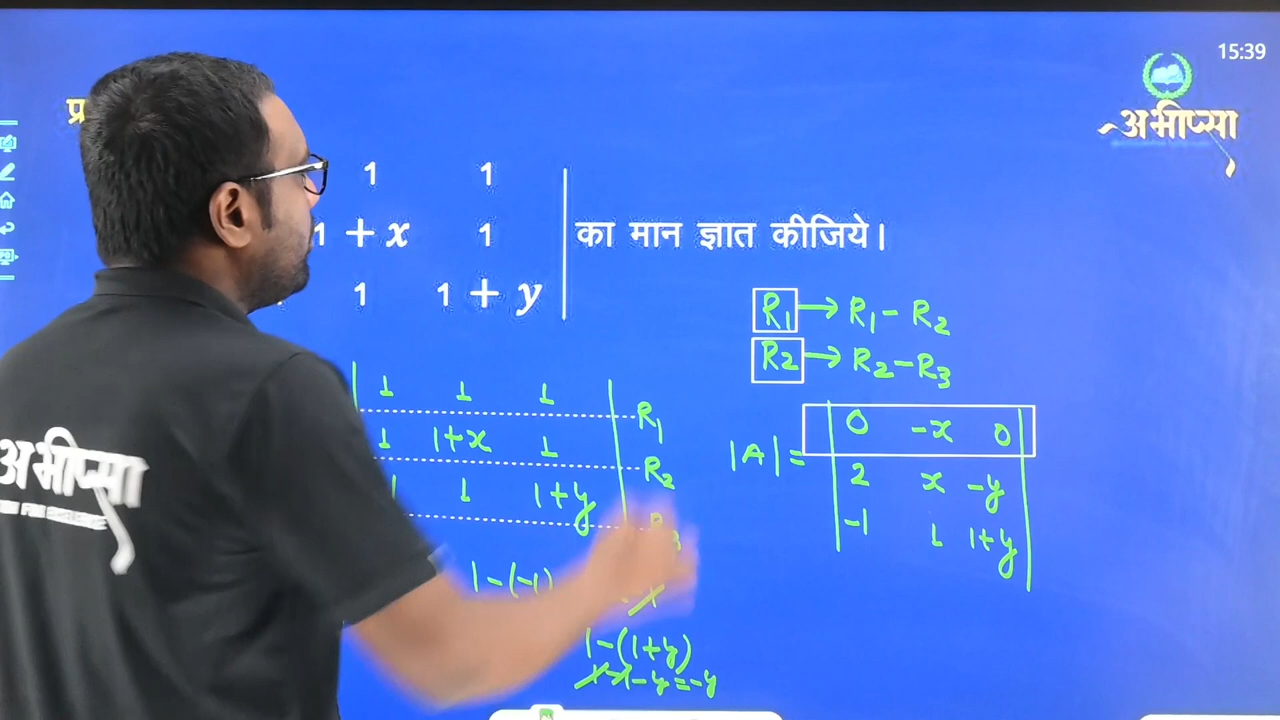 15:39
अभीप्सा
प्र
1 1
1 + x 1
1 1 + y
का मान ज्ञात कीजिये।
R₁ → R₁ - R₂
R₂ → R₂ - R₃
1 1 1 R₁
1 1+x 1 R₂
1 1 1+y
|A| =
0 -x 0
2 x -y
-1 1 1+y
1-(-1)
1-(1+y)
1-1-y=-y
अभीप्सा